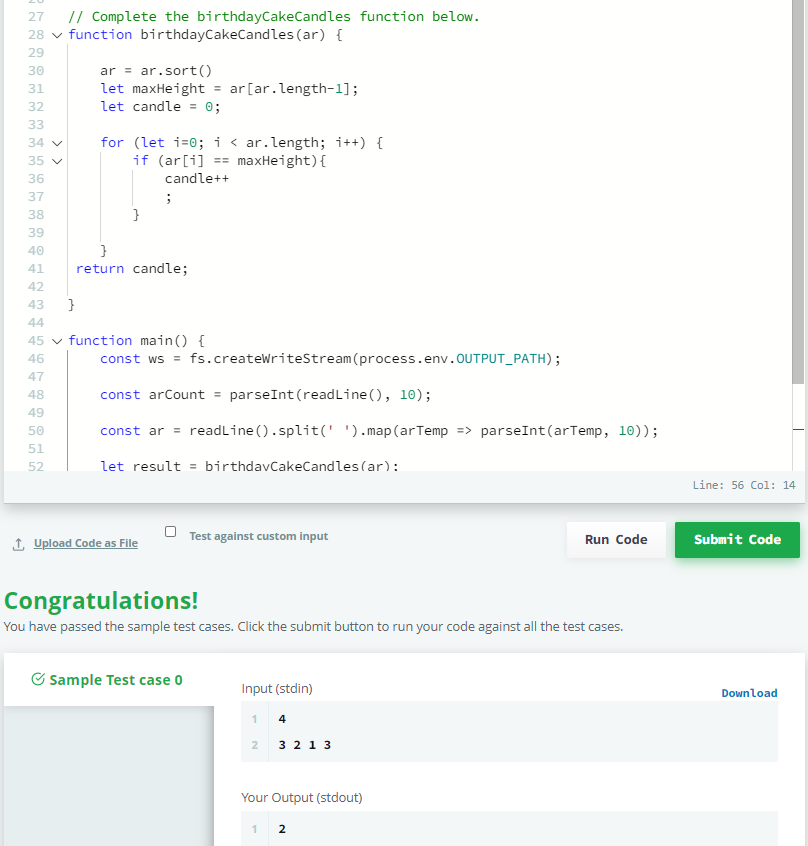 26
27 // Complete the birthdayCakeCandles function below.
28 function birthdayCakeCandles(ar) {
29
30     ar = ar.sort()
31     let maxHeight = ar[ar.length-1];
32     let candle = 0;
33
34     for (let i=0; i < ar.length; i++) {
35         if (ar[i] == maxHeight){
36             candle++
37             ;
38         }
39
40     }
41  return candle;
42
43 }
44
45 function main() {
46     const ws = fs.createWriteStream(process.env.OUTPUT_PATH);
47
48     const arCount = parseInt(readLine(), 10);
49
50     const ar = readLine().split(' ').map(arTemp => parseInt(arTemp, 10));
51
52     let result = birthdayCakeCandles(ar);
Line: 56 Col: 14
Upload Code as File
Test against custom input
Run Code
Submit Code
Congratulations!
You have passed the sample test cases. Click the submit button to run your code against all the test cases.
Sample Test case 0
Input (stdin)
Download
1 4
2 3 2 1 3
Your Output (stdout)
1 2